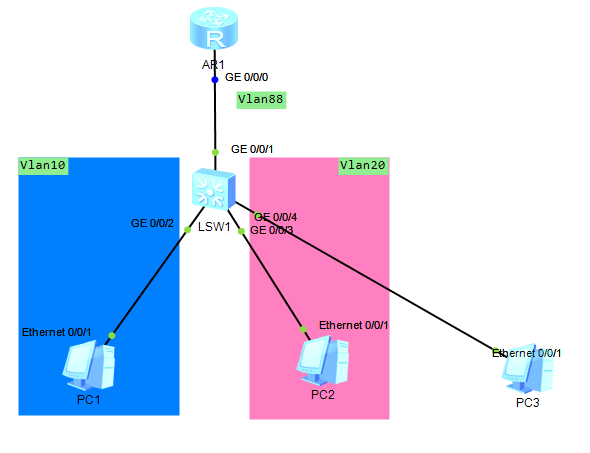 R
AR1
GE 0/0/0
Vlan88
GE 0/0/1
Vlan10
Vlan20
LSW1
GE 0/0/2
GE 0/0/4
GE 0/0/3
Ethernet 0/0/1
Ethernet 0/0/1
Ethernet 0/0/1
PC1
PC2
PC3